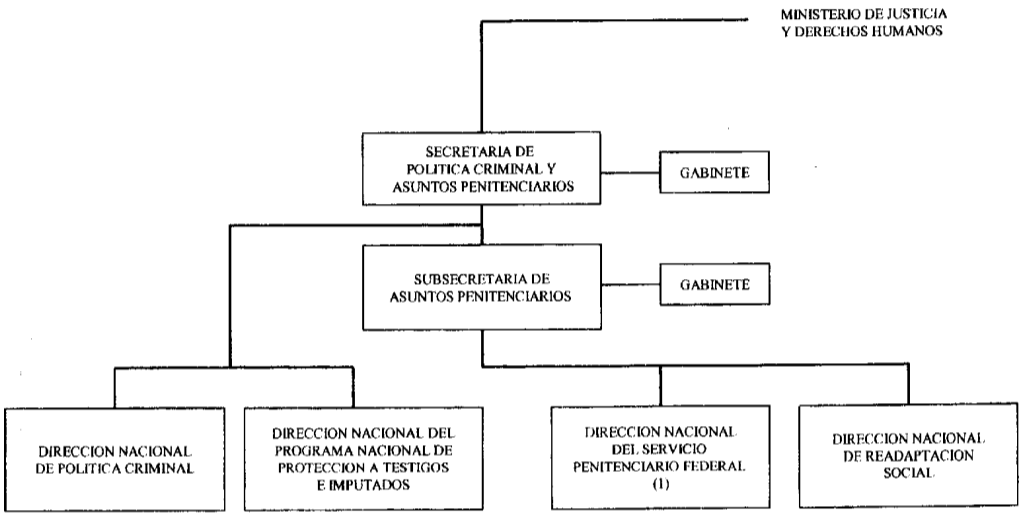 MINISTERIO DE JUSTICIA
Y DERECHOS HUMANOS
SECRETARIA DE
POLITICA CRIMINAL Y
ASUNTOS PENITENCIARIOS
GABINETE
SUBSECRETARIA DE
ASUNTOS PENITENCIARIOS
GABINETE
DIRECCION NACIONAL
DE POLITICA CRIMINAL
DIRECCION NACIONAL DEL
PROGRAMA NACIONAL DE
PROTECCION A TESTIGOS
E IMPUTADOS
DIRECCION NACIONAL
DEL SERVICIO
PENITENCIARIO FEDERAL
(1)
DIRECCION NACIONAL
DE READAPTACION
SOCIAL